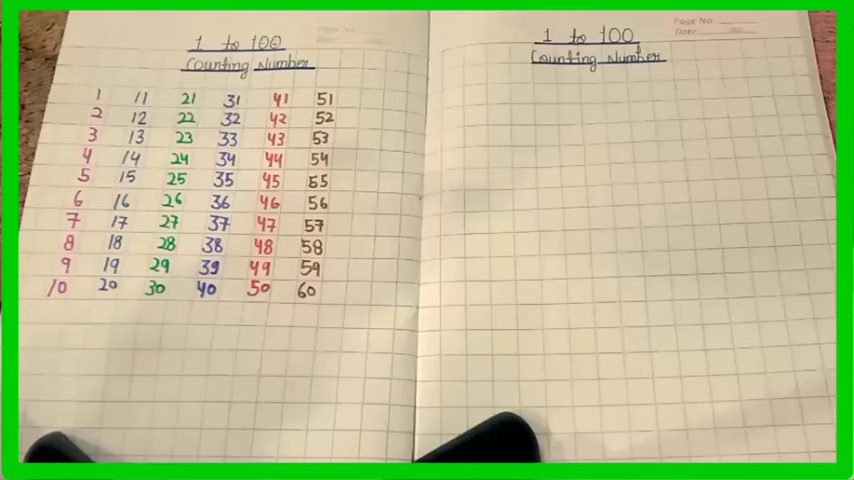 1 to 100
Counting Number
1 11 21 31 41 51
2 12 22 32 42 52
3 13 23 33 43 53
4 14 24 34 44 54
5 15 25 35 45 55
6 16 26 36 46 56
7 17 27 37 47 57
8 18 28 38 48 58
9 19 29 39 49 59
10 20 30 40 50 60
Page No.
Date
1 to 100
Counting Number
Page No.
Date